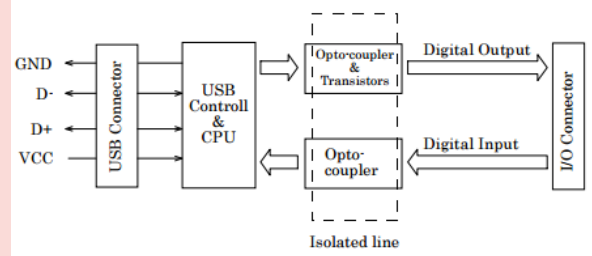 GND
D-
D+
VCC
USB Connector
USB
Controll
&
CPU
Opto-coupler
&
Transistors
Opto-
coupler
Digital Output
Digital Input
I/O Connector
Isolated line